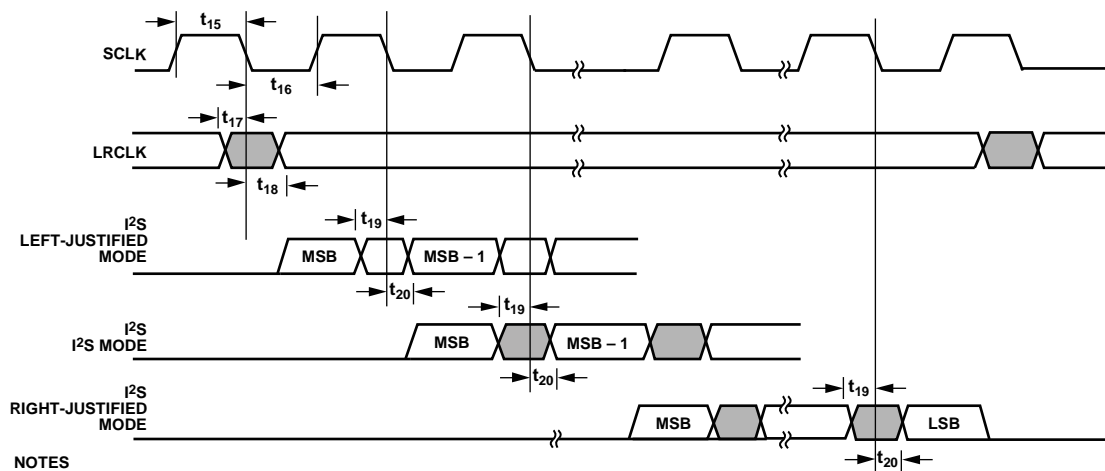 t15
SCLK
t16
t17
LRCLK
t18
I2S
LEFT-JUSTIFIED
MODE
t19
MSB
MSB – 1
t20
I2S
I2S MODE
t19
MSB
MSB – 1
t20
I2S
RIGHT-JUSTIFIED
MODE
t19
MSB
LSB
t20
NOTES